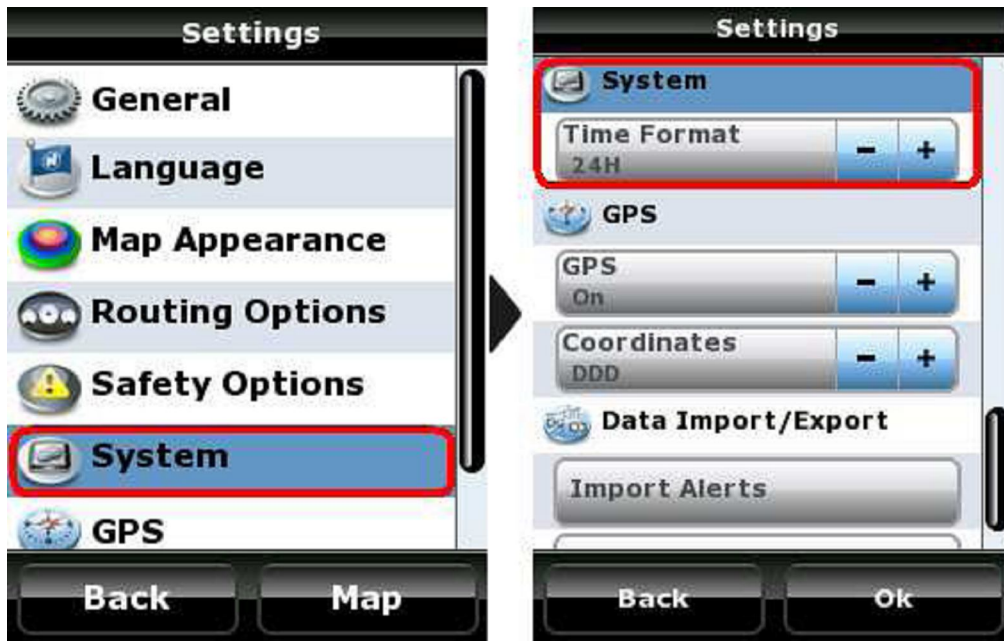 Settings
General
Language
Map Appearance
Routing Options
Safety Options
System
GPS
Back
Map
Settings
System
Time Format
24H
- +
GPS
GPS
On
- +
Coordinates
DDD
- +
Data Import/Export
Import Alerts
Back
Ok